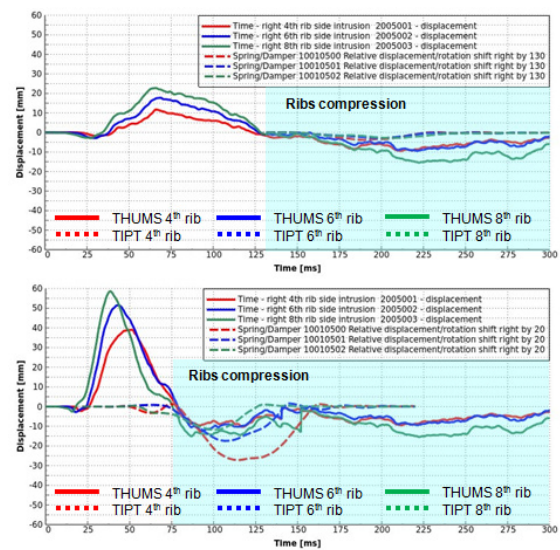 60
50
40
30
20
10
0
-10
-20
-30
-40
-50
-60
Displacement [mm]
Time - right 4th rib side intrusion 2005001 - displacement
Time - right 6th rib side intrusion 2005002 - displacement
Time - right 8th rib side intrusion 2005003 - displacement
Spring/Damper 10010500 Relative displacement/rotation shift right by 130
Spring/Damper 10010501 Relative displacement/rotation shift right by 130
Spring/Damper 10010502 Relative displacement/rotation shift right by 130
Ribs compression
THUMS 4th rib THUMS 6th rib THUMS 8th rib
TIPT 4th rib TIPT 6th rib TIPT 8th rib
0 25 50 75 100 125 150 175 200 225 250 275 300
Time [ms]
60
50
40
30
20
10
0
-10
-20
-30
-40
-50
-60
Displacement [mm]
Time - right 4th rib side intrusion 2005001 - displacement
Time - right 6th rib side intrusion 2005002 - displacement
Time - right 8th rib side intrusion 2005003 - displacement
Spring/Damper 10010500 Relative displacement/rotation shift right by 20
Spring/Damper 10010501 Relative displacement/rotation shift right by 20
Spring/Damper 10010502 Relative displacement/rotation shift right by 20
Ribs compression
THUMS 4th rib THUMS 6th rib THUMS 8th rib
TIPT 4th rib TIPT 6th rib TIPT 8th rib
0 25 50 75 100 125 150 175 200 225 250 275 300
Time [ms]